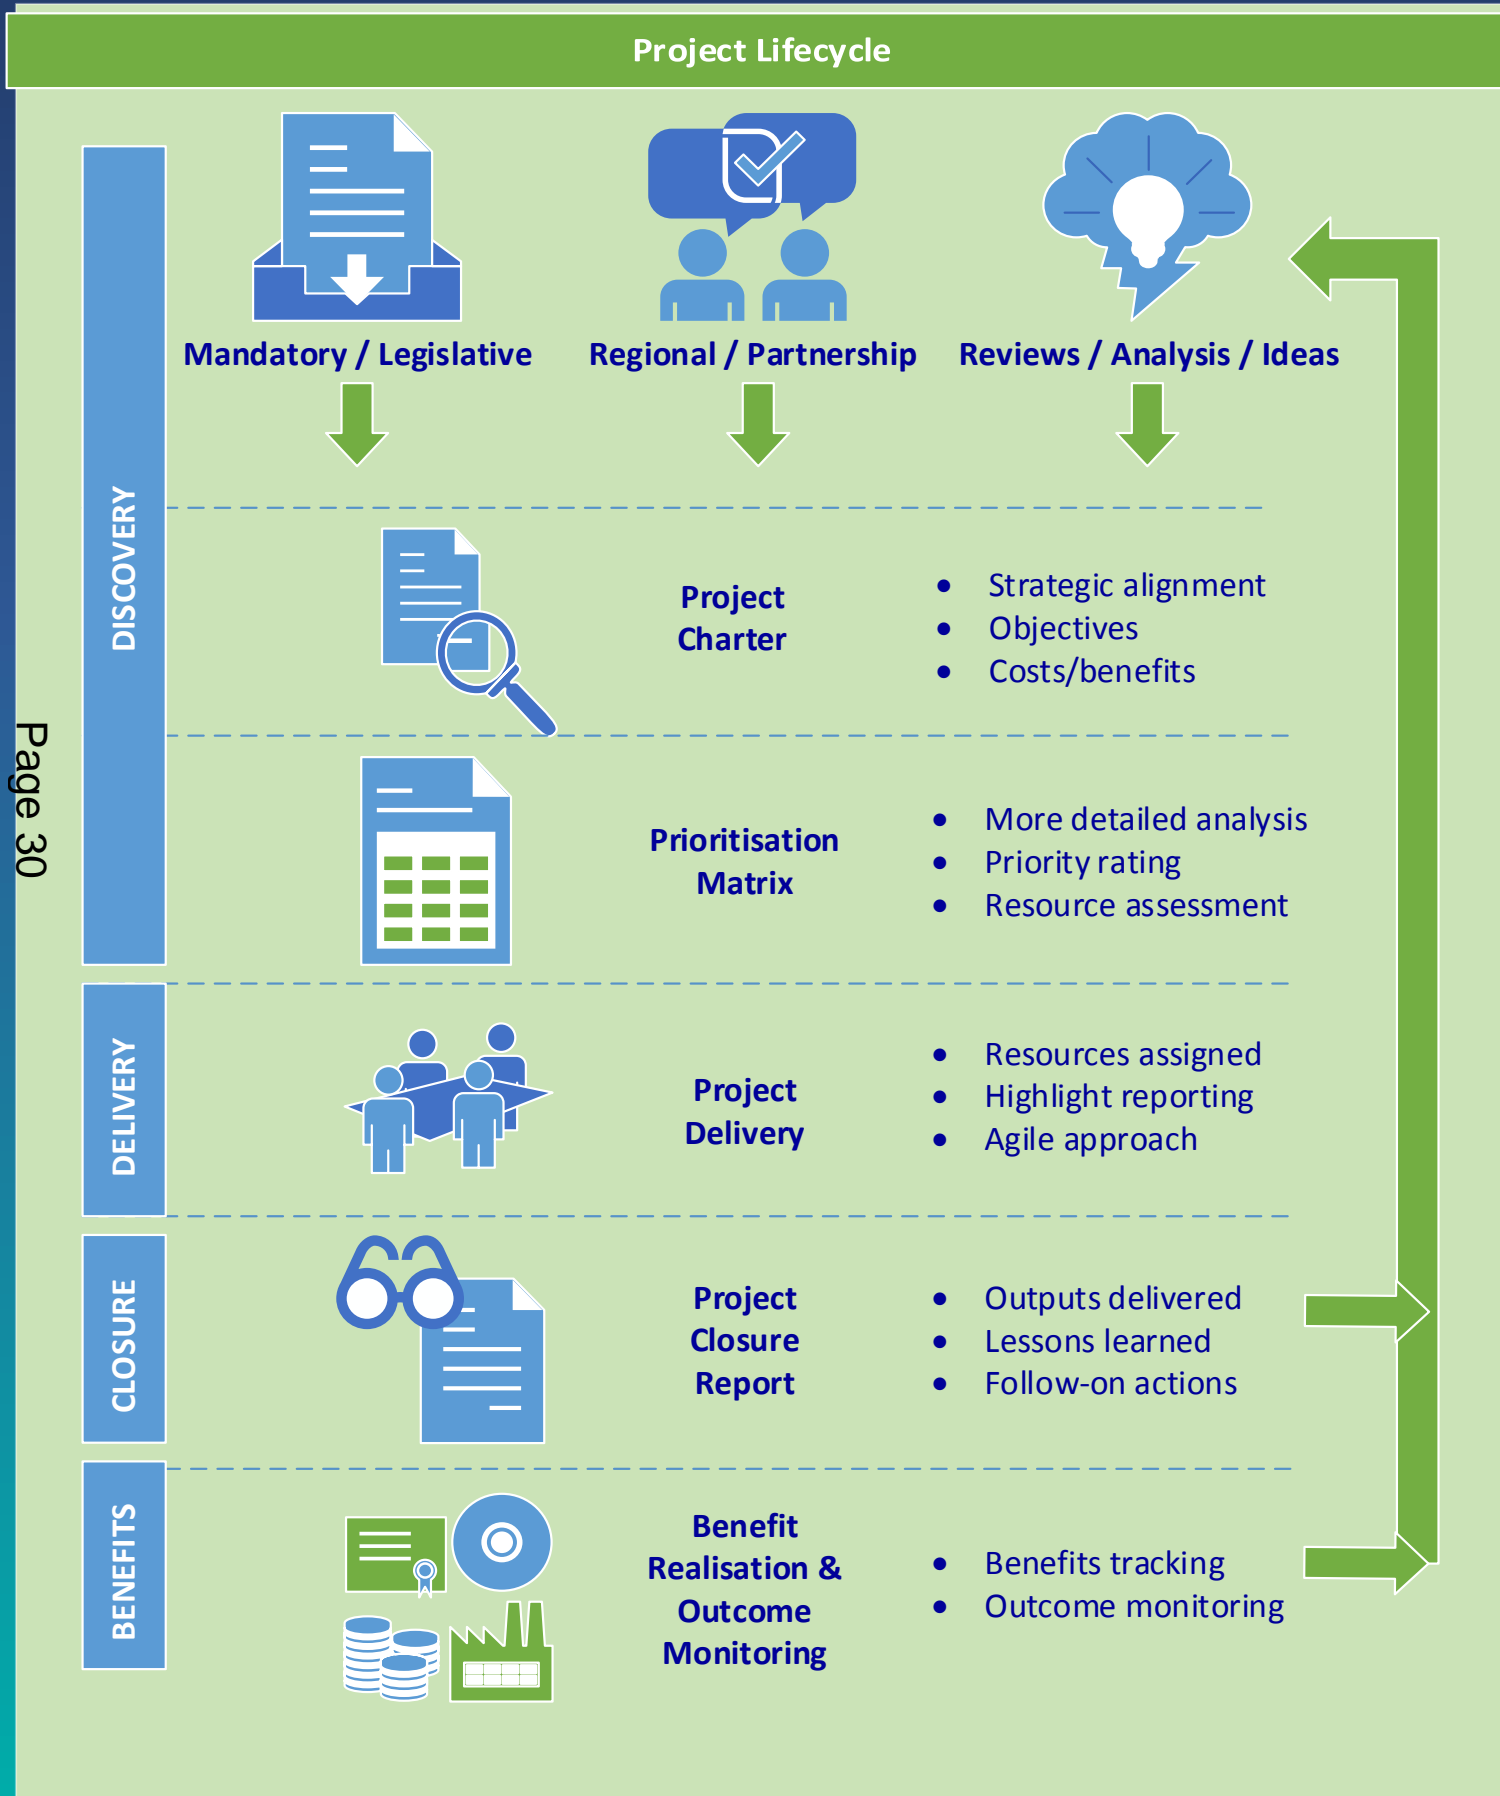 Project Lifecycle
Mandatory / Legislative
Regional / Partnership
Reviews / Analysis / Ideas
DISCOVERY
Project
Charter
• Strategic alignment
• Objectives
• Costs/benefits
Prioritisation
Matrix
• More detailed analysis
• Priority rating
• Resource assessment
DELIVERY
Project
Delivery
• Resources assigned
• Highlight reporting
• Agile approach
CLOSURE
Project
Closure
Report
• Outputs delivered
• Lessons learned
• Follow-on actions
BENEFITS
Benefit
Realisation &
Outcome
Monitoring
• Benefits tracking
• Outcome monitoring
Page 30